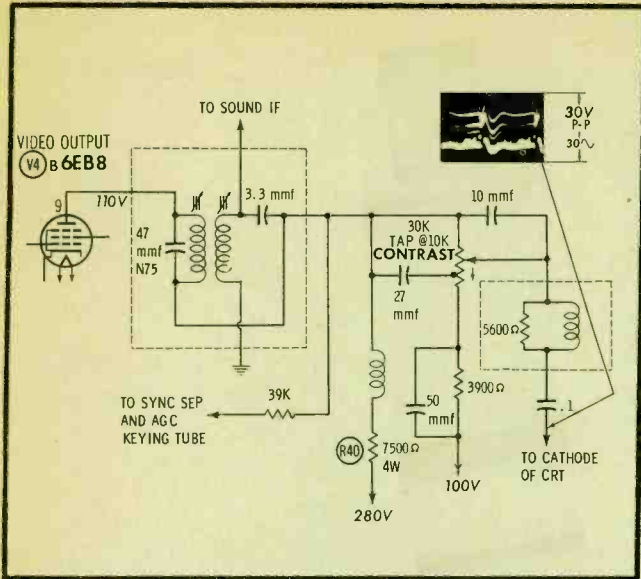 TO SOUND IF
30V
P-P
30∿
VIDEO OUTPUT
V4 B 6EB8
9
110V
3.3 mmf
10 mmf
30K
TAP @10K
CONTRAST
47
mmf
N75
27
mmf
5600Ω
39K
TO SYNC SEP
AND AGC
KEYING TUBE
50
mmf
3900Ω
.1
R40
7500Ω
4W
TO CATHODE
OF CRT
100V
280V